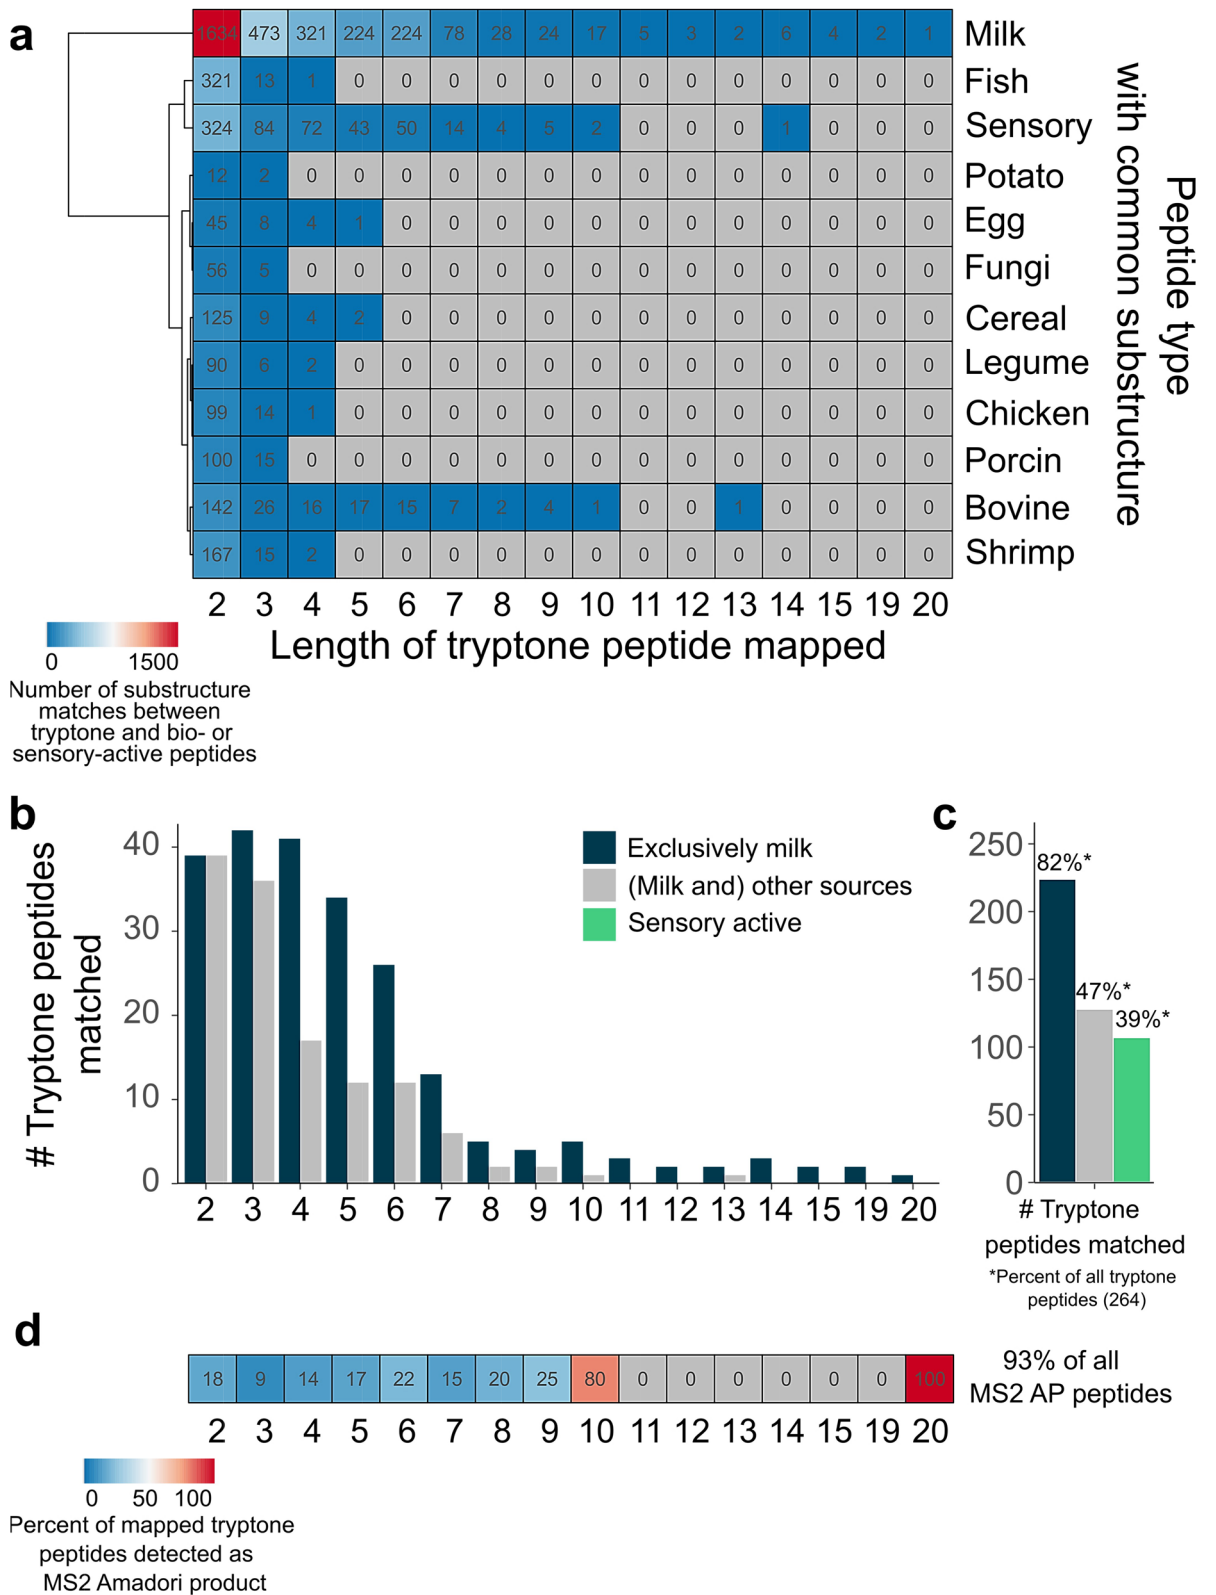 a
1634 473 321 224 224 78 28 24 17 5 3 2 6 4 2 1 Milk
321 13 1 0 0 0 0 0 0 0 0 0 0 0 0 0 Fish
324 84 72 43 50 14 4 5 2 0 0 0 1 0 0 0 Sensory
12 2 0 0 0 0 0 0 0 0 0 0 0 0 0 0 Potato
45 8 4 1 0 0 0 0 0 0 0 0 0 0 0 0 Egg
56 5 0 0 0 0 0 0 0 0 0 0 0 0 0 0 Fungi
125 9 4 2 0 0 0 0 0 0 0 0 0 0 0 0 Cereal
90 6 2 0 0 0 0 0 0 0 0 0 0 0 0 0 Legume
99 14 1 0 0 0 0 0 0 0 0 0 0 0 0 0 Chicken
100 15 0 0 0 0 0 0 0 0 0 0 0 0 0 0 Porcin
142 26 16 17 15 7 2 4 1 0 0 1 0 0 0 0 Bovine
167 15 2 0 0 0 0 0 0 0 0 0 0 0 0 0 Shrimp
2 3 4 5 6 7 8 9 10 11 12 13 14 15 19 20
Length of tryptone peptide mapped
Peptide type
with common substructure
0 1500
Number of substructure
matches between
tryptone and bio- or
sensory-active peptides
b
# Tryptone peptides
matched
40
30
20
10
0
2 3 4 5 6 7 8 9 10 11 12 13 14 15 19 20
Exclusively milk
(Milk and) other sources
Sensory active
c
250
200
150
100
50
0
82%*
47%*
39%*
# Tryptone
peptides matched
*Percent of all tryptone
peptides (264)
d
18 9 14 17 22 15 20 25 80 0 0 0 0 0 0 100
2 3 4 5 6 7 8 9 10 11 12 13 14 15 19 20
93% of all
MS2 AP peptides
0 50 100
Percent of mapped tryptone
peptides detected as
MS2 Amadori product